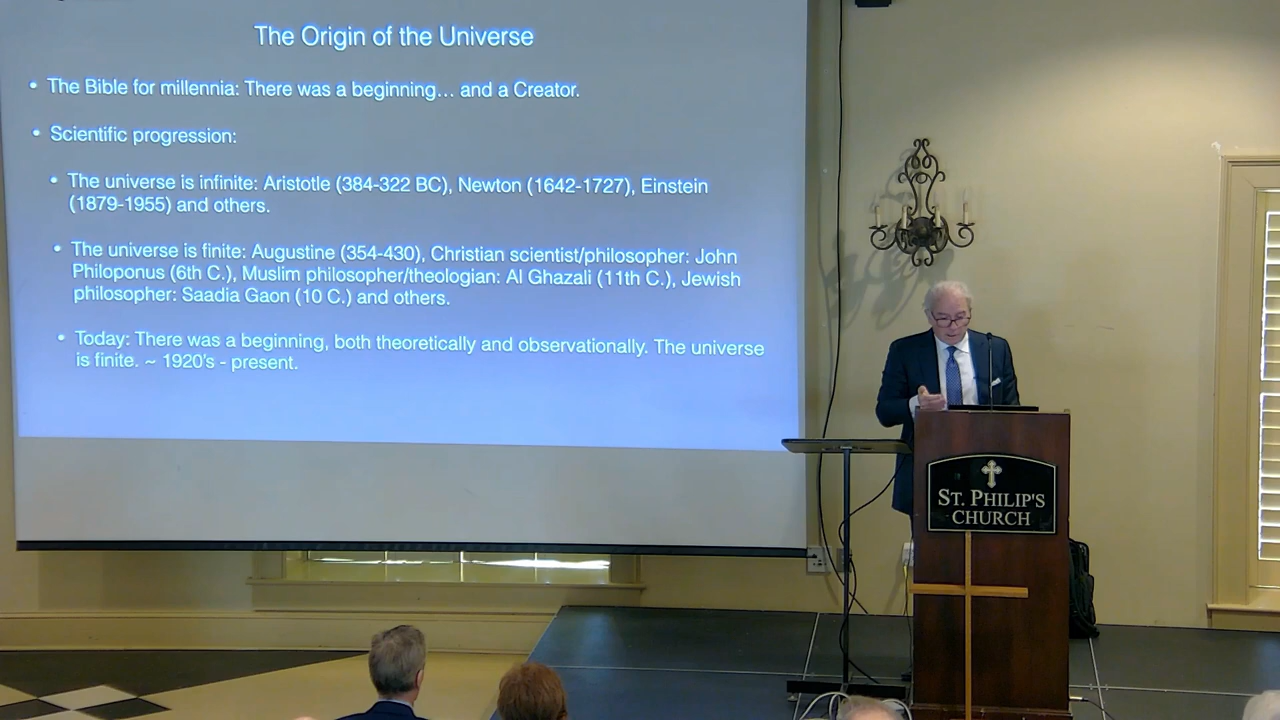 The Origin of the Universe
• The Bible for millennia: There was a beginning... and a Creator.
• Scientific progression:
• The universe is infinite: Aristotle (384-322 BC), Newton (1642-1727), Einstein
(1879-1955) and others.
• The universe is finite: Augustine (354-430), Christian scientist/philosopher: John
Philoponus (6th C.), Muslim philosopher/theologian: Al Ghazali (11th C.), Jewish
philosopher: Saadia Gaon (10 C.) and others.
• Today: There was a beginning, both theoretically and observationally. The universe
is finite. ~ 1920's - present.
ST. PHILIP'S
CHURCH